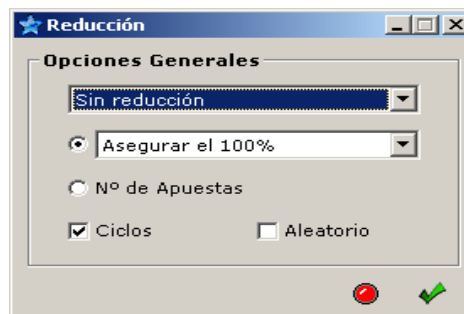 Reducción
Opciones Generales
Sin reducción
Asegurar el 100%
Nº de Apuestas
Ciclos Aleatorio